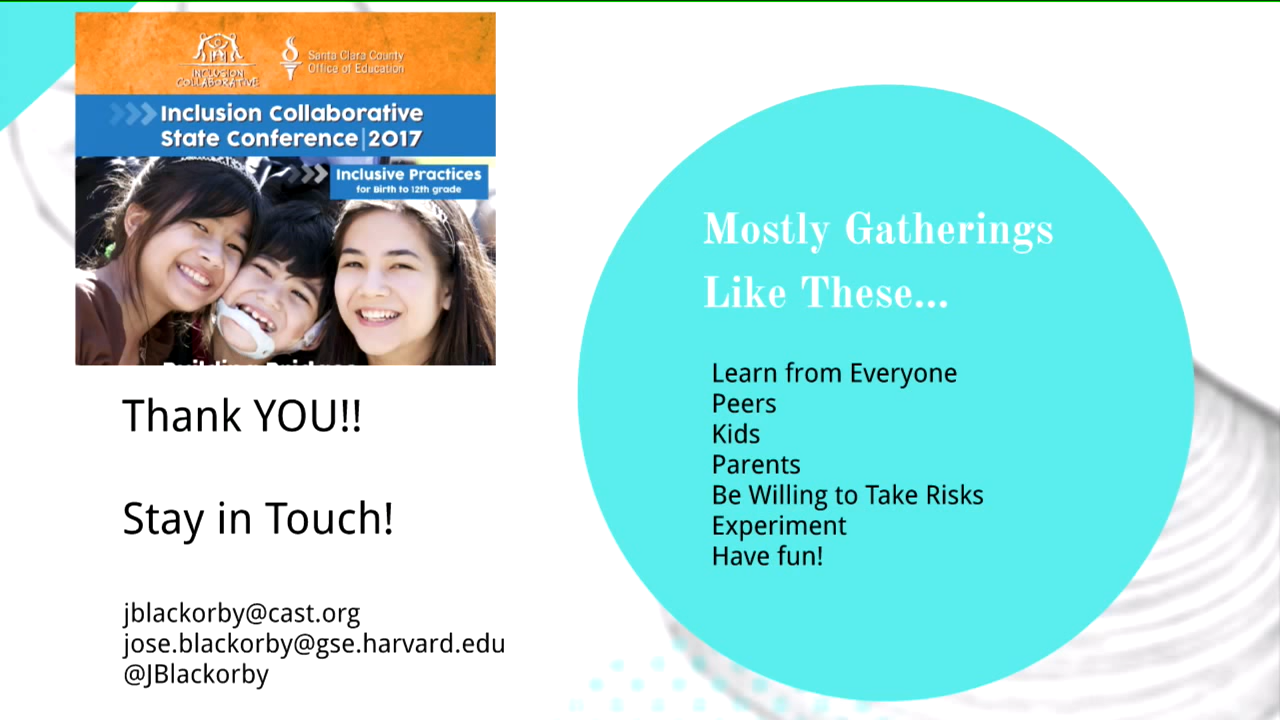 INCLUSION
COLLABORATIVE
Santa Clara County
Office of Education
Inclusion Collaborative
State Conference|2017
Inclusive Practices
for Birth to 12th grade
Building Bridges
Thank YOU!!
Stay in Touch!
jblackorby@cast.org
jose.blackorby@gse.harvard.edu
@JBlackorby
Mostly Gatherings
Like These...
Learn from Everyone
Peers
Kids
Parents
Be Willing to Take Risks
Experiment
Have fun!